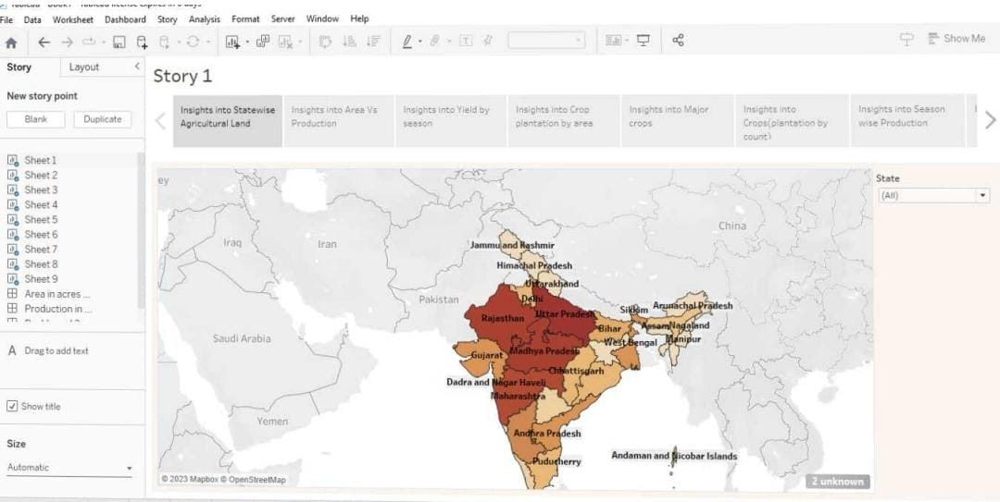 File Data Worksheet Dashboard Story Analysis Format Server Window Help
Show Me
Story Layout
New story point
Blank Duplicate
Sheet 1
Sheet 2
Sheet 3
Sheet 4
Sheet 5
Sheet 6
Sheet 7
Sheet 8
Sheet 9
Area in acres ...
Production in ...
A Drag to add text
Show title
Size
Automatic
Story 1
Insights into Statewise
Agricultural Land
Insights into Area Vs
Production
Insights into Yield by
season
Insights into Crop
plantation by area
Insights into Major
crops
Insights into
Crops(plantation by
count)
Insights into Season
wise Production
State
(All)
Iraq
Iran
China
Pakistan
Saudi Arabia
Yemen
Jammu and Kashmir
Himachal Pradesh
Uttarakhand
Delhi
Rajasthan
Uttar Pradesh
Sikkim
Arunachal Pradesh
Bihar
Assam
Nagaland
West Bengal
Manipur
Gujarat
Madhya Pradesh
Chhattisgarh
Dadra and Nagar Haveli
Maharashtra
Andhra Pradesh
Puducherry
Andaman and Nicobar Islands
© 2023 Mapbox © OpenStreetMap
2 unknown